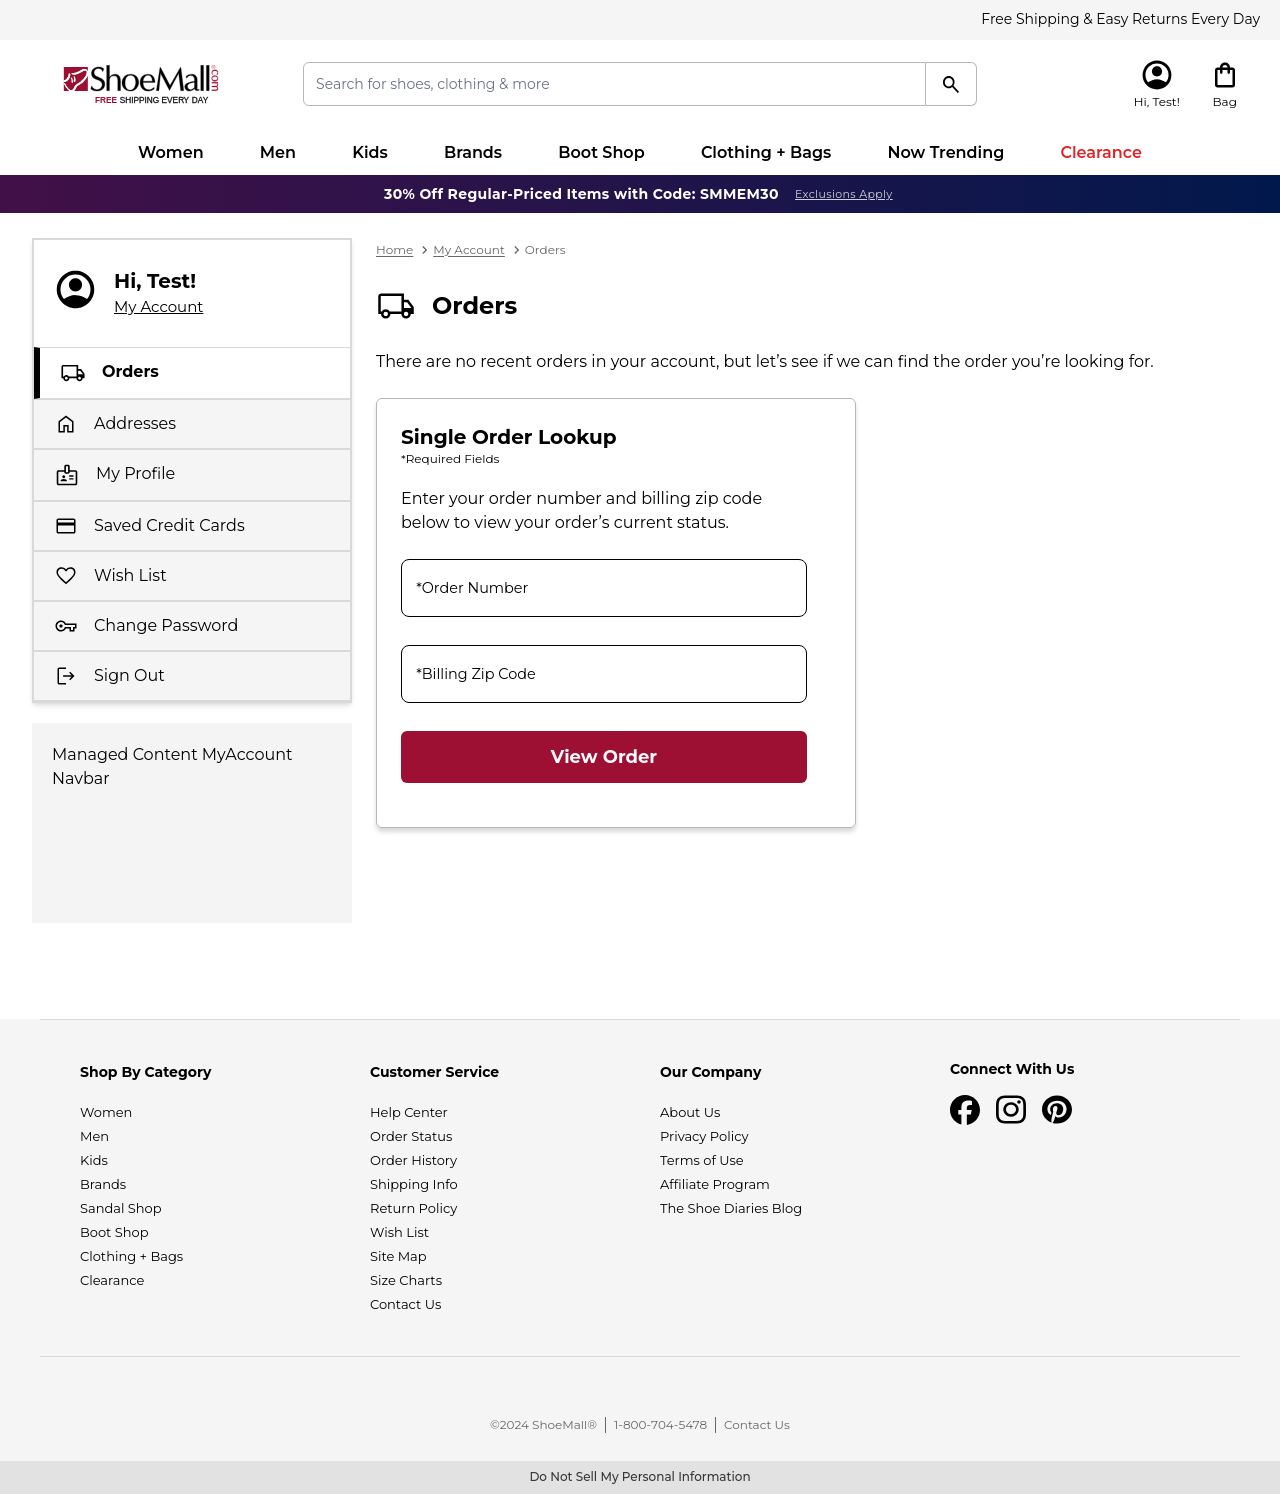 Free Shipping & Easy Returns Every Day
ShoeMall.com
FREE SHIPPING EVERY DAY
Search for shoes, clothing & more
Hi, Test!
Bag
Women
Men
Kids
Brands
Boot Shop
Clothing + Bags
Now Trending
Clearance
30% Off Regular-Priced Items with Code: SMMEM30
Exclusions Apply
Hi, Test!
My Account
Orders
Addresses
My Profile
Saved Credit Cards
Wish List
Change Password
Sign Out
Managed Content MyAccount
Navbar
Home
My Account
Orders
Orders
There are no recent orders in your account, but let’s see if we can find the order you’re looking for.
Single Order Lookup
*Required Fields
Enter your order number and billing zip code
below to view your order’s current status.
*Order Number
*Billing Zip Code
View Order
Shop By Category
Women
Men
Kids
Brands
Sandal Shop
Boot Shop
Clothing + Bags
Clearance
Customer Service
Help Center
Order Status
Order History
Shipping Info
Return Policy
Wish List
Site Map
Size Charts
Contact Us
Our Company
About Us
Privacy Policy
Terms of Use
Affiliate Program
The Shoe Diaries Blog
Connect With Us
©2024 ShoeMall®
1-800-704-5478
Contact Us
Do Not Sell My Personal Information